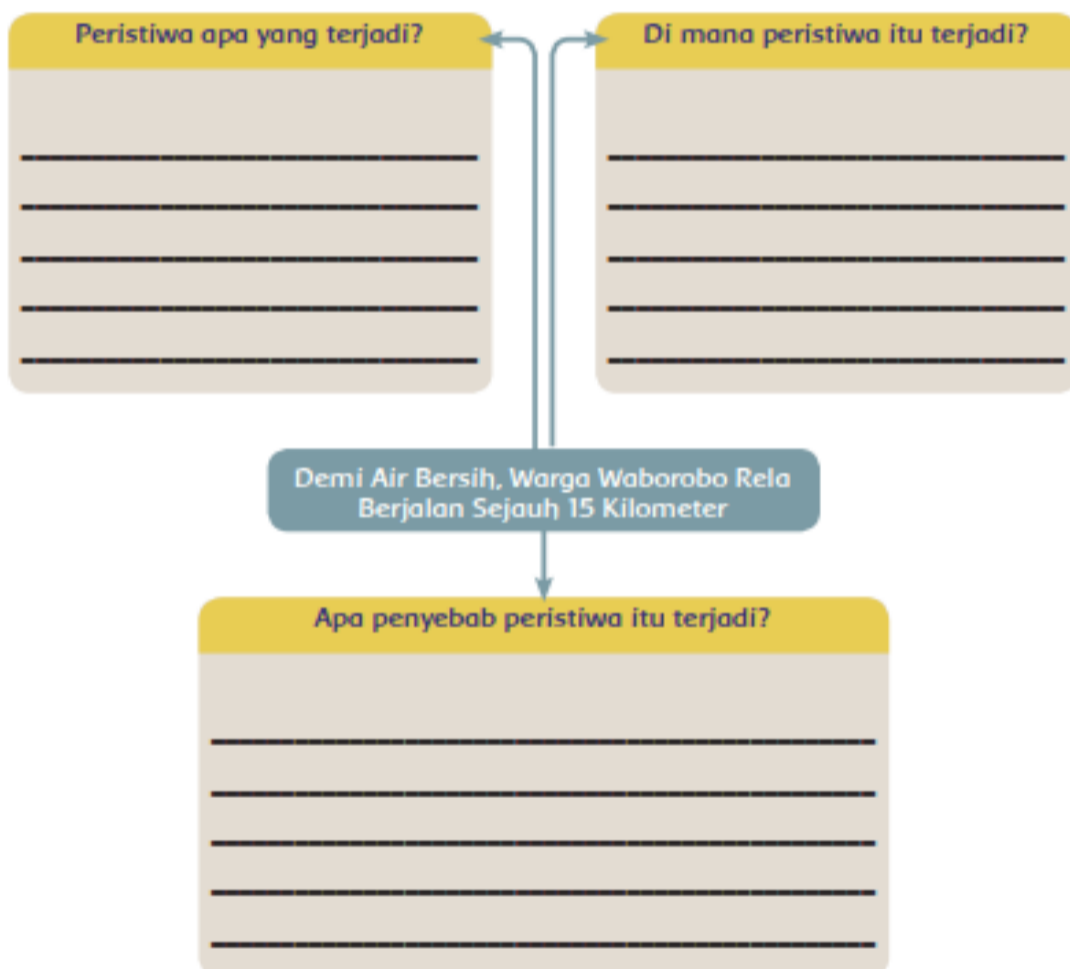 Peristiwa apa yang terjadi?
Di mana peristiwa itu terjadi?
Demi Air Bersih, Warga Waborobo Rela
Berjalan Sejauh 15 Kilometer
Apa penyebab peristiwa itu terjadi?